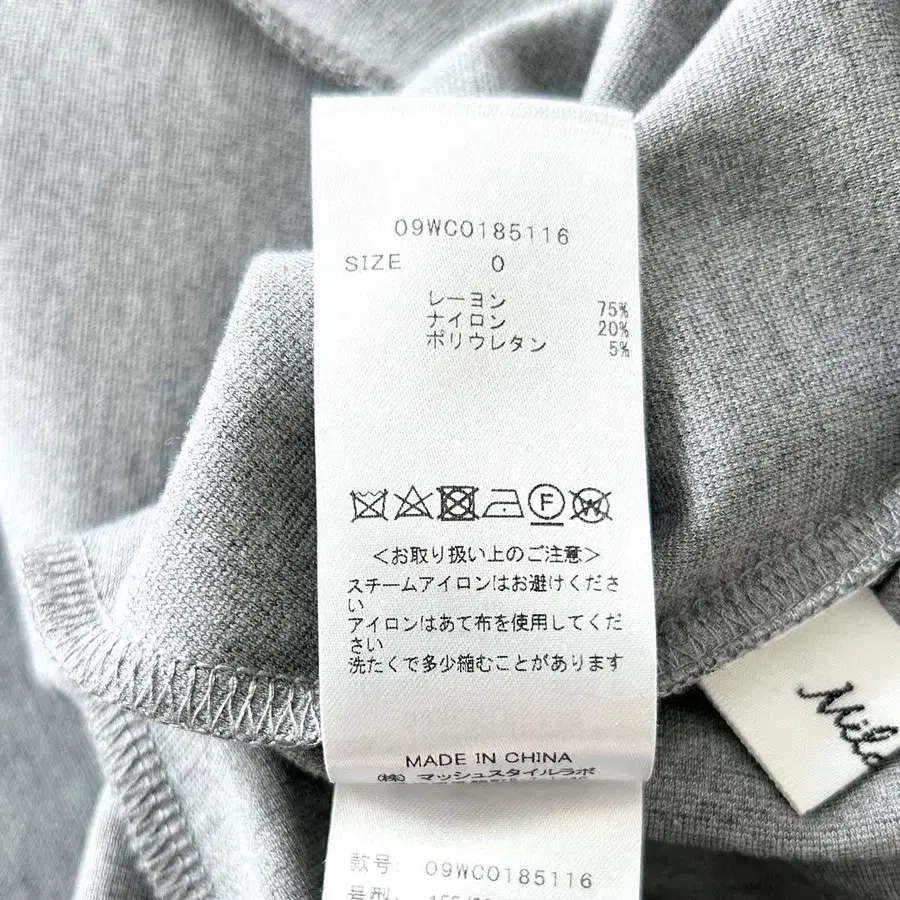 09WCO185116
SIZE 0
レーヨン 75%
ナイロン 20%
ポリウレタン 5%
F
W
＜お取り扱い上のご注意＞
スチームアイロンはお避けくださ
い
アイロンはあて布を使用してくだ
さい
洗たくで多少縮むことがあります
MADE IN CHINA
(株) マッシュスタイルラボ
款号: 09WCO185116
号型: